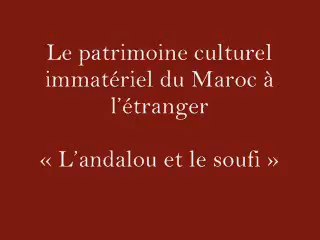 Le patrimoine culturel
immatériel du Maroc à
l’étranger
« L’andalou et le soufi »